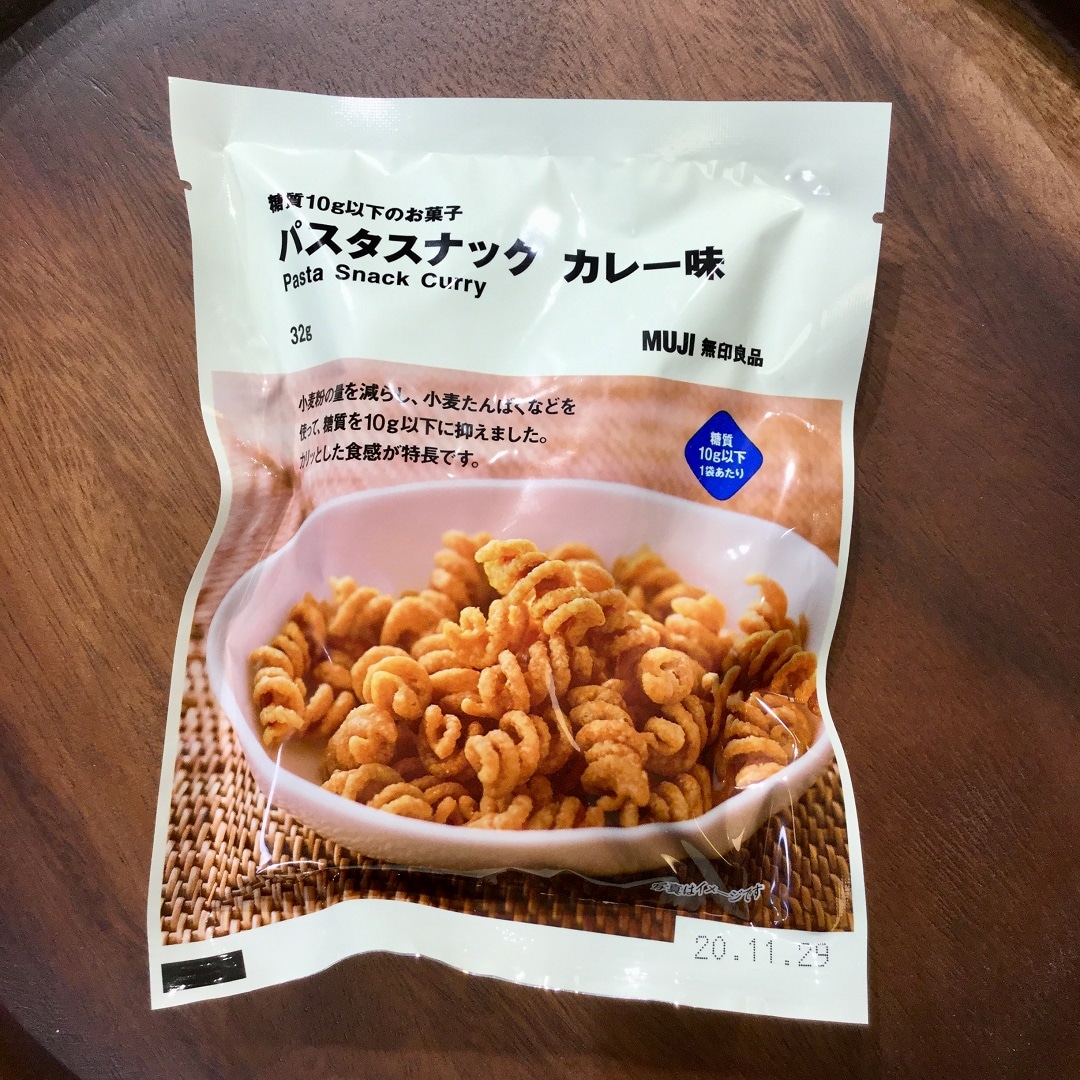 糖質10g以下のお菓子
パスタスナック カレー味
Pasta Snack Curry
32g
MUJI 無印良品
小麦粉の量を減らし、小麦たんぱくなどを
使って、糖質を10g以下に抑えました。
カリッとした食感が特長です。
糖質
10g以下
1袋あたり
写真はイメージです
20.11.29